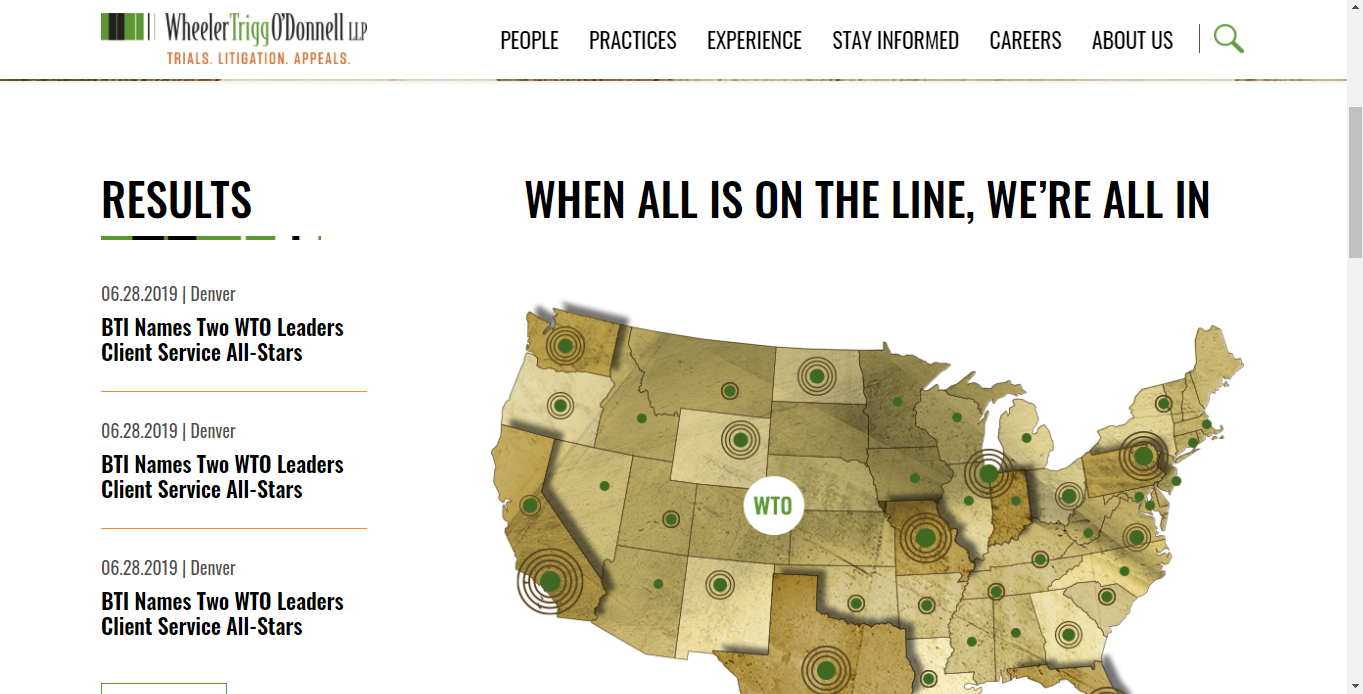 WheelerTriggO'Donnell LLP
TRIALS. LITIGATION. APPEALS.
PEOPLE PRACTICES EXPERIENCE STAY INFORMED CAREERS ABOUT US
RESULTS
06.28.2019 | Denver
BTI Names Two WTO Leaders
Client Service All-Stars
06.28.2019 | Denver
BTI Names Two WTO Leaders
Client Service All-Stars
06.28.2019 | Denver
BTI Names Two WTO Leaders
Client Service All-Stars
WHEN ALL IS ON THE LINE, WE’RE ALL IN
WTO